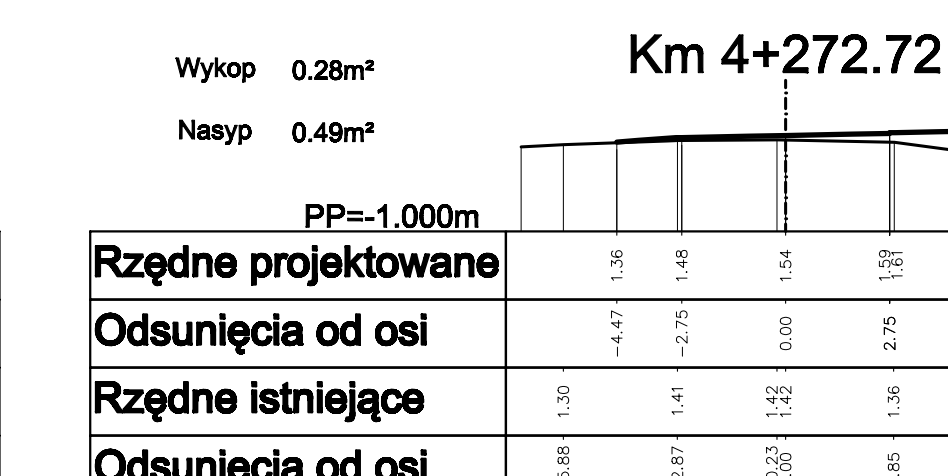 Km 4+272.72
Wykop 0.28m²
Nasyp 0.49m²
PP=-1.000m
Rzędne projektowane 1.36 1.48 1.54 1.59 1.61
Odsunięcia od osi -4.47 -2.75 0.00 2.75
Rzędne istniejące 1.30 1.41 1.42 1.42 1.36
Odsunięcia od osi